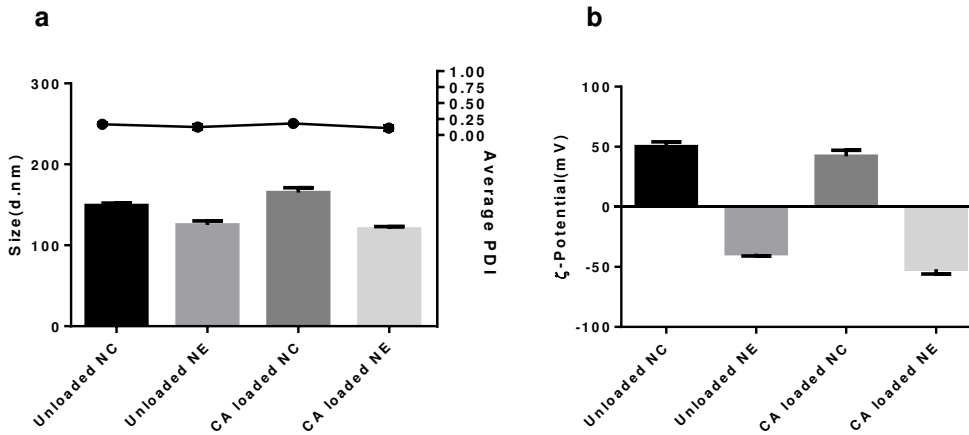 a
300
200
100
0
Size(d.nm)
1.00
0.75
0.50
0.25
0.00
Average PDI
Unloaded NC
Unloaded NE
CA loaded NC
CA loaded NE
b
100
50
0
-50
-100
ζ-Potential(mV)
Unloaded NC
Unloaded NE
CA loaded NC
CA loaded NE